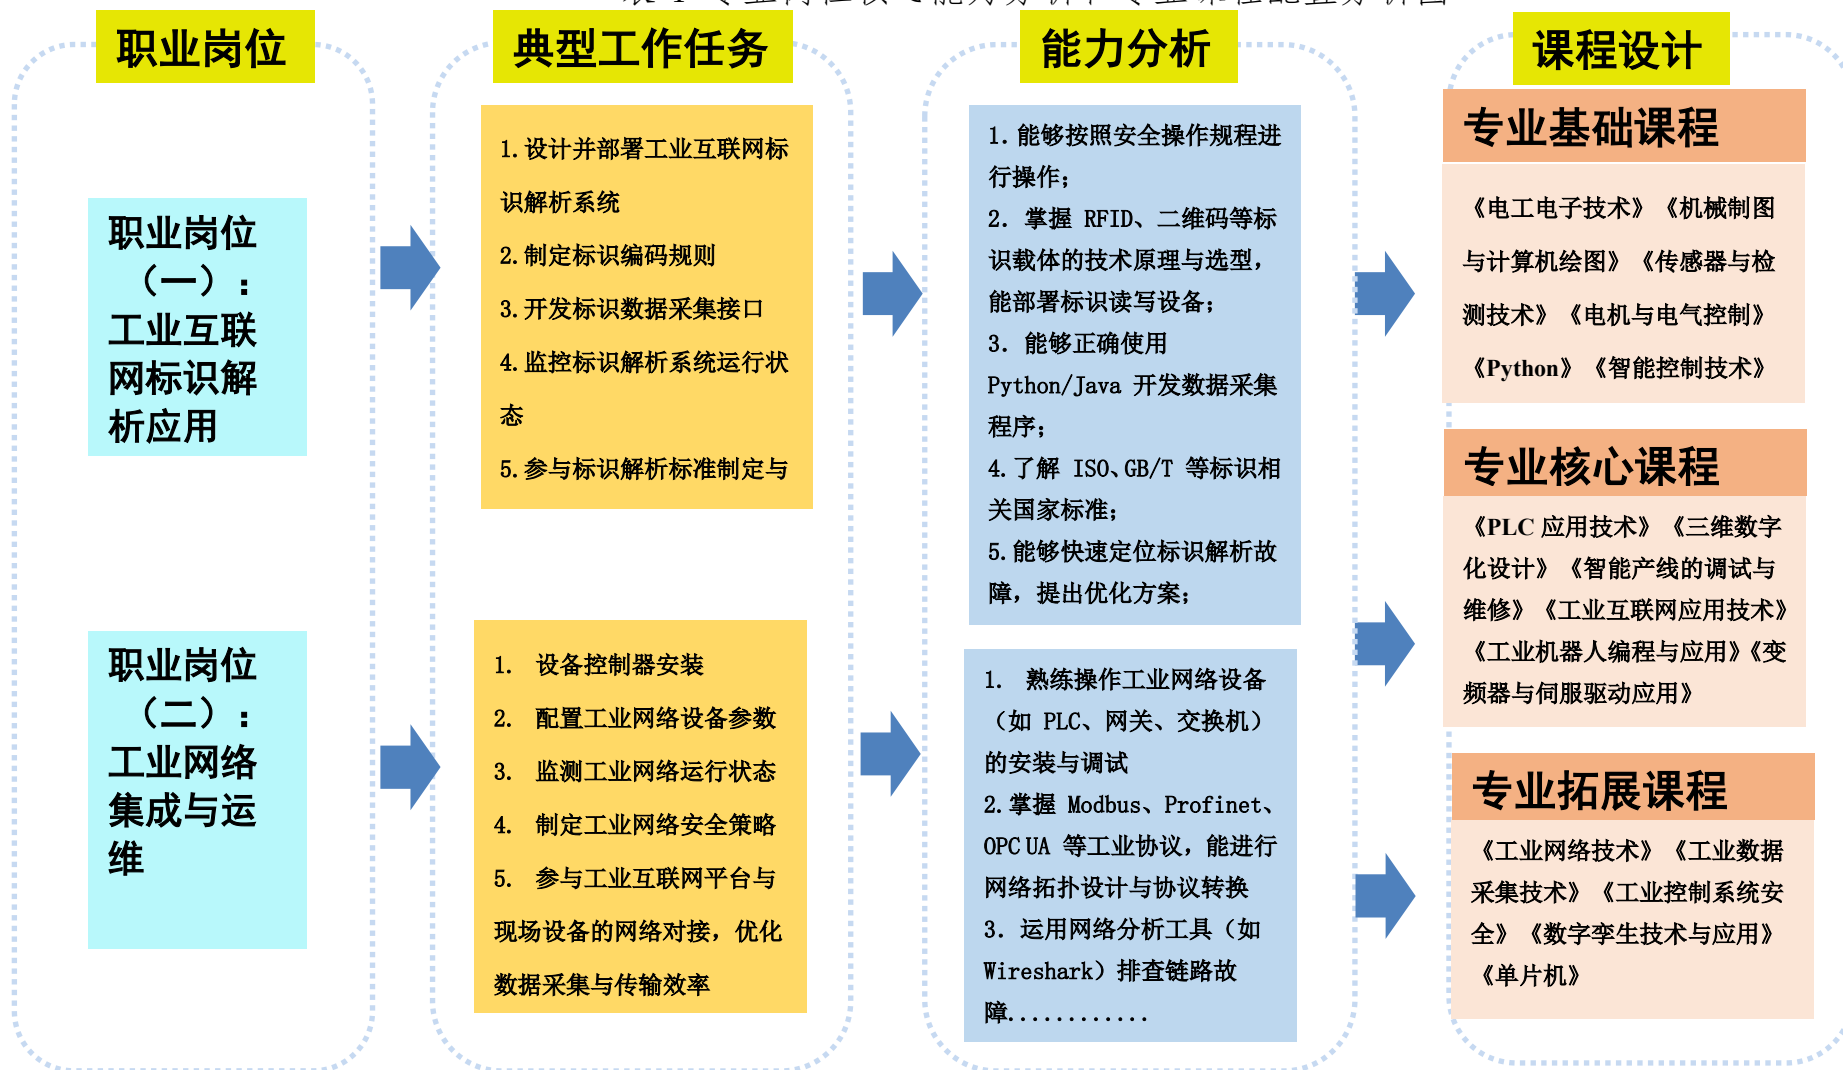 职业岗位
职业岗位
（一）：
工业互联
网标识解
析应用
职业岗位
（二）：
工业网络
集成与运
维
典型工作任务
1.设计并部署工业互联网标
识解析系统
2.制定标识编码规则
3.开发标识数据采集接口
4.监控标识解析系统运行状
态
5.参与标识解析标准制定与
1. 设备控制器安装
2. 配置工业网络设备参数
3. 监测工业网络运行状态
4. 制定工业网络安全策略
5. 参与工业互联网平台与
现场设备的网络对接，优化
数据采集与传输效率
能力分析
1.能够按照安全操作规程进
行操作；
2. 掌握 RFID、二维码等标
识载体的技术原理与选型，
能部署标识读写设备；
3. 能够正确使用
Python/Java 开发数据采集
程序；
4.了解 ISO、GB/T 等标识相
关国家标准；
5.能够快速定位标识解析故
障，提出优化方案；
1. 熟练操作工业网络设备
（如 PLC、网关、交换机）
的安装与调试
2.掌握 Modbus、Profinet、
OPC UA 等工业协议，能进行
网络拓扑设计与协议转换
3. 运用网络分析工具（如
Wireshark）排查链路故
障............
课程设计
专业基础课程
《电工电子技术》《机械制图
与计算机绘图》《传感器与检
测技术》《电机与电气控制》
《Python》《智能控制技术》
专业核心课程
《PLC 应用技术》《三维数字
化设计》《智能产线的调试与
维修》《工业互联网应用技术》
《工业机器人编程与应用》《变
频器与伺服驱动应用》
专业拓展课程
《工业网络技术》《工业数据
采集技术》《工业控制系统安
全》《数字孪生技术与应用》
《单片机》